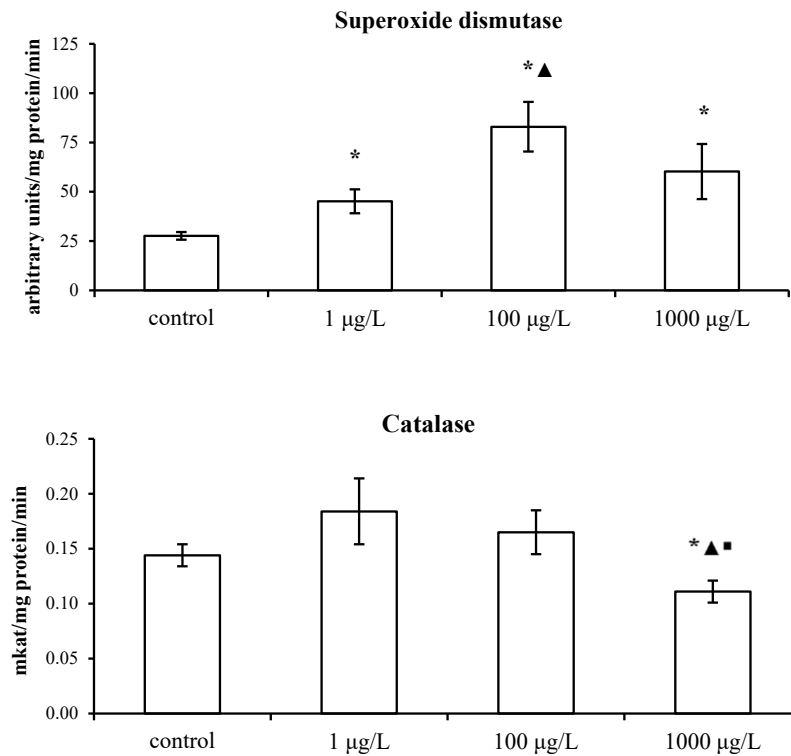 Superoxide dismutase
arbitrary units/mg protein/min
125
100
75
50
25
0
* ▲
*
*
control 1 μg/L 100 μg/L 1000 μg/L
Catalase
mkat/mg protein/min
0.25
0.20
0.15
0.10
0.05
0.00
* ▲ ■
control 1 μg/L 100 μg/L 1000 μg/L